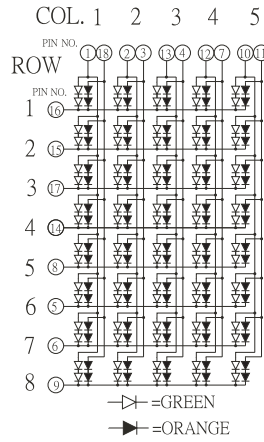 COL. 1 2 3 4 5
PIN NO. 1 18 2 3 13 4 12 7 10 11
ROW
PIN NO.
1 16
2 15
3 17
4 14
5 8
6 5
7 6
8 9
=GREEN
=ORANGE